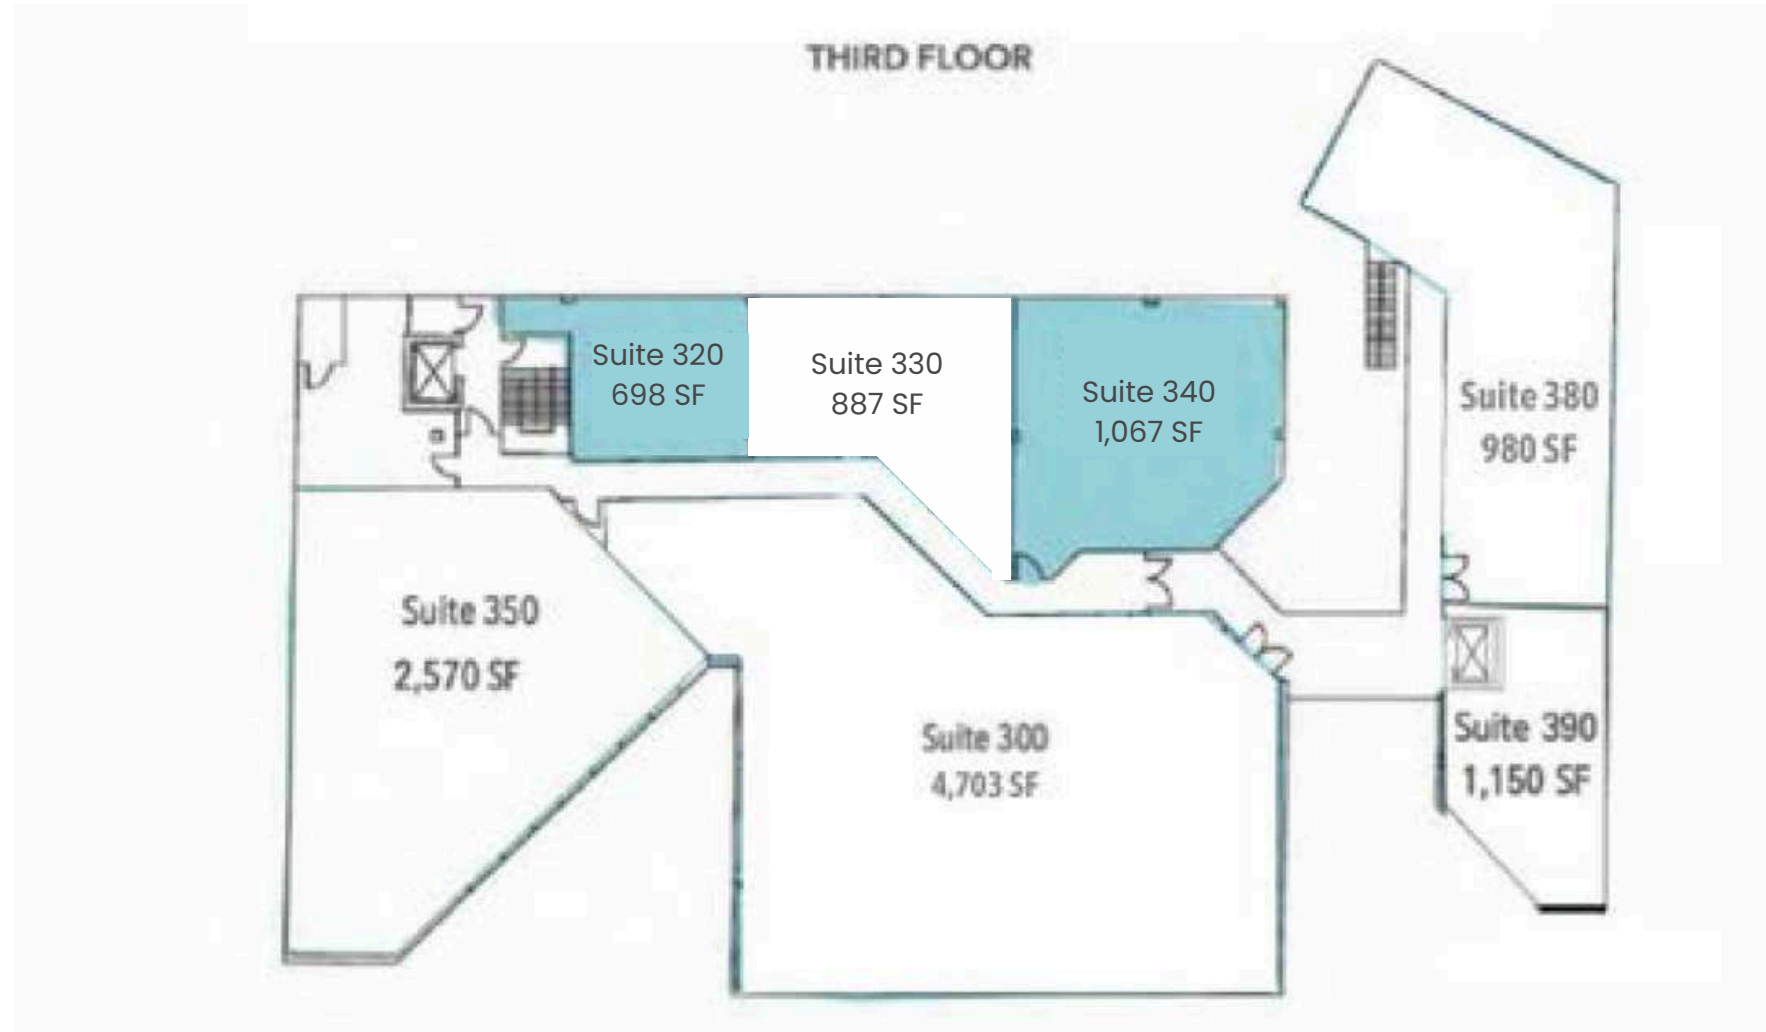 THIRD FLOOR
Suite 320
698 SF
Suite 330
887 SF
Suite 340
1,067 SF
Suite 380
980 SF
Suite 350
2,570 SF
Suite 300
4,703 SF
Suite 390
1,150 SF